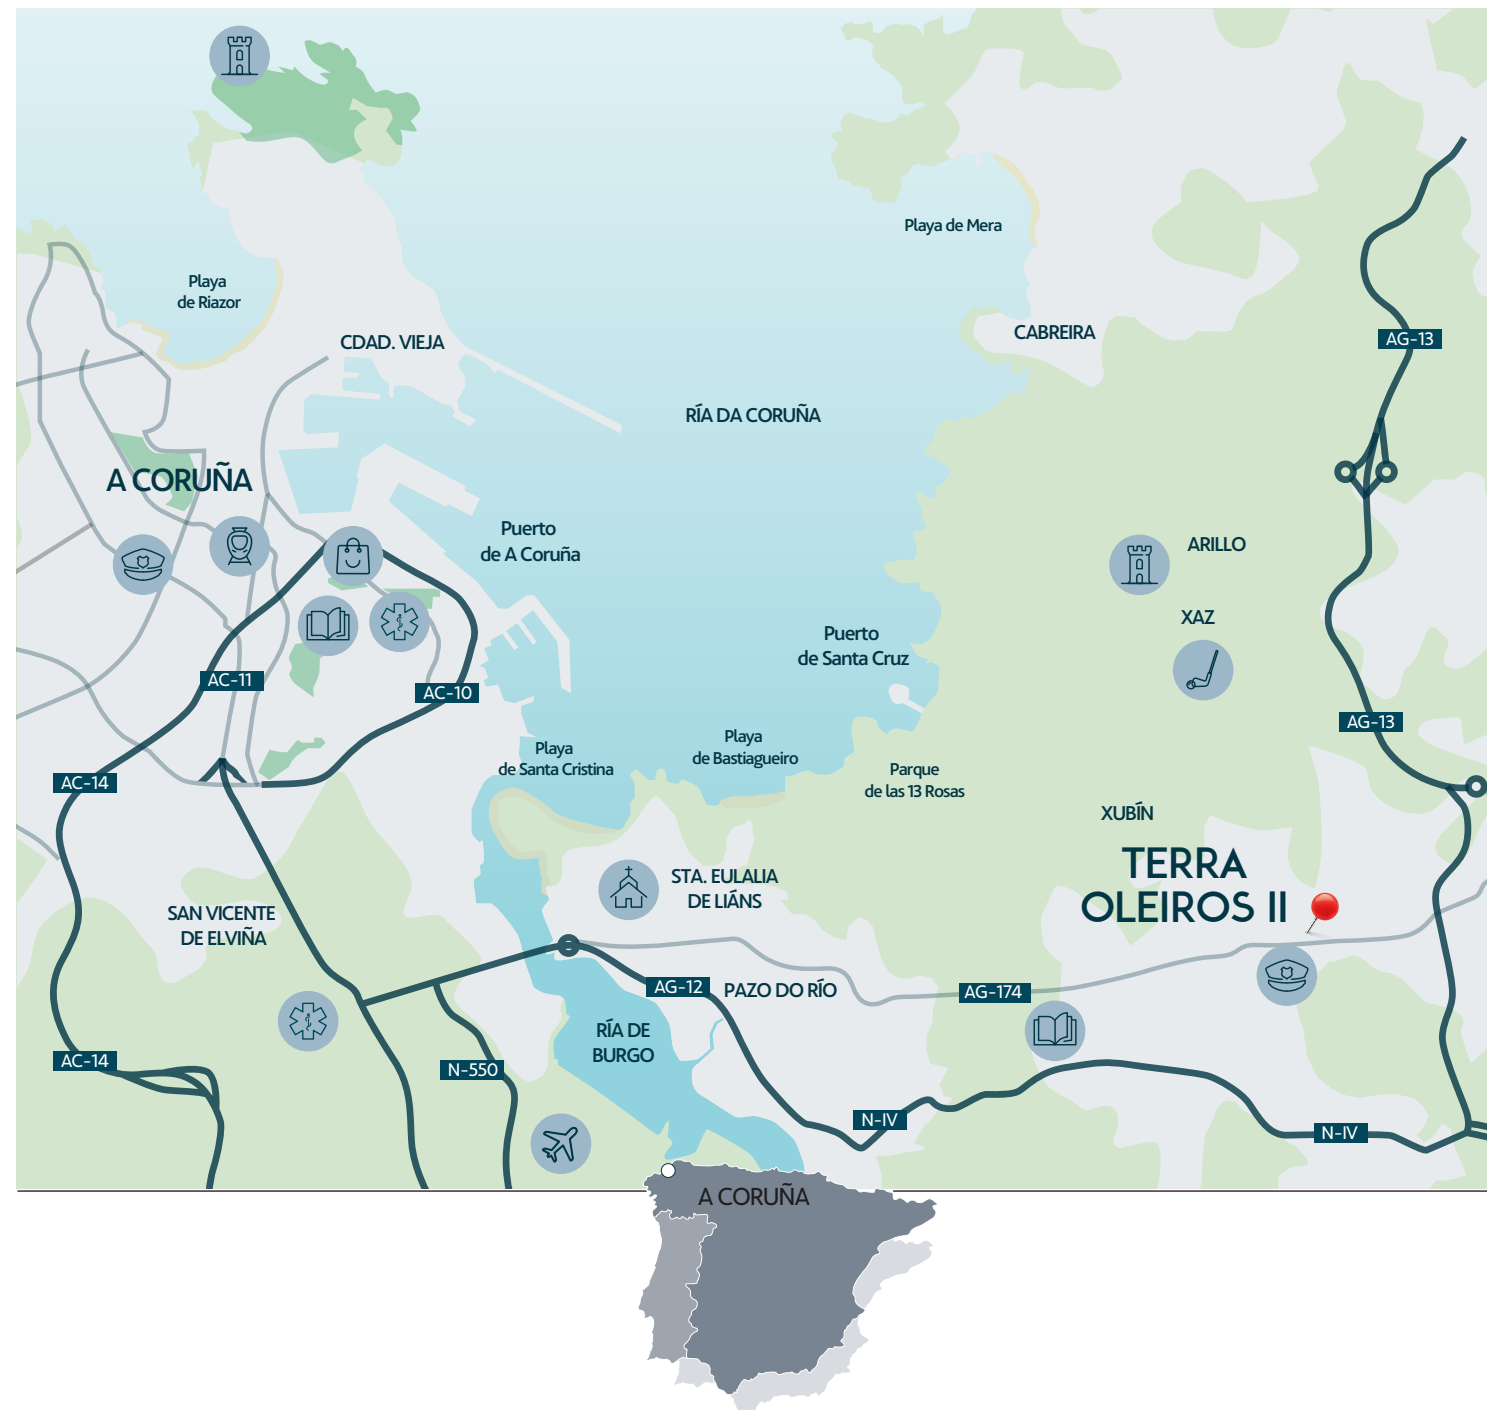 Playa de Mera
Playa
de Riazor
CDAD. VIEJA
CABREIRA
AG-13
RÍA DA CORUÑA
A CORUÑA
Puerto
de A Coruña
ARILLO
XAZ
Puerto
de Santa Cruz
AC-11
AC-10
AG-13
Playa
de Santa Cristina
Playa
de Bastiagueiro
Parque
de las 13 Rosas
AC-14
XUBÍN
TERRA
OLEIROS II
STA. EULALIA
DE LIÁNS
SAN VICENTE
DE ELVIÑA
AG-12
PAZO DO RÍO
AG-174
RÍA DE
BURGO
AC-14
N-550
N-IV
N-IV
A CORUÑA